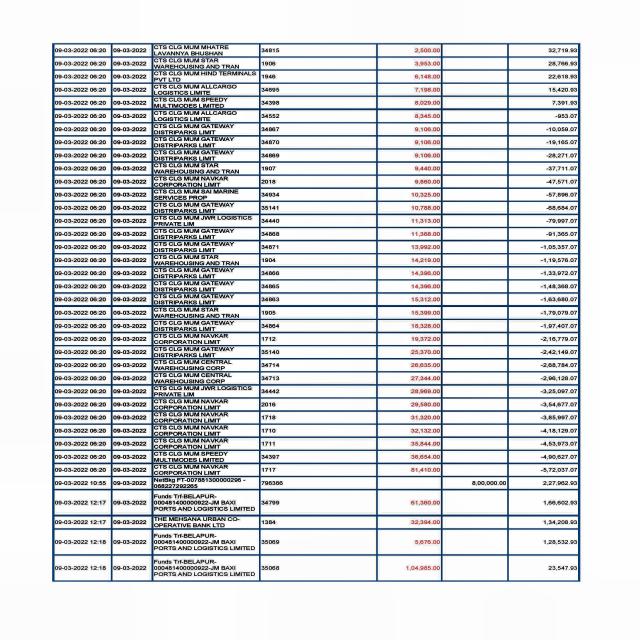 09-03-2022 06:20 09-03-2022 CTS CLG MUM MHATRE 34815 2,500.00 32,719.93
LAVANNYA BHUSHAN
09-03-2022 06:20 09-03-2022 CTS CLG MUM STAR 1906 3,953.00 28,766.93
WAREHOUSING AND TRAN
09-03-2022 06:20 09-03-2022 CTS CLG MUM HIND TERMINALS 1946 6,148.00 22,618.93
PVT LTD
09-03-2022 06:20 09-03-2022 CTS CLG MUM ALLCARGO 34695 7,198.00 15,420.93
LOGISTICS LIMITE
09-03-2022 06:20 09-03-2022 CTS CLG MUM SPEEDY 34398 8,029.00 7,391.93
MULTIMODES LIMITED
09-03-2022 06:20 09-03-2022 CTS CLG MUM ALLCARGO 34552 8,345.00 -953.07
LOGISTICS LIMITE
09-03-2022 06:20 09-03-2022 CTS CLG MUM GATEWAY 34867 9,106.00 -10,059.07
DISTRIPARKS LIMIT
09-03-2022 06:20 09-03-2022 CTS CLG MUM GATEWAY 34870 9,106.00 -19,165.07
DISTRIPARKS LIMIT
09-03-2022 06:20 09-03-2022 CTS CLG MUM GATEWAY 34869 9,106.00 -28,271.07
DISTRIPARKS LIMIT
09-03-2022 06:20 09-03-2022 CTS CLG MUM STAR 1907 9,440.00 -37,711.07
WAREHOUSING AND TRAN
09-03-2022 06:20 09-03-2022 CTS CLG MUM NAVKAR 2018 9,860.00 -47,571.07
CORPORATION LIMIT
09-03-2022 06:20 09-03-2022 CTS CLG MUM SAI MARINE 34934 10,325.00 -57,896.07
SERVICES PROP
09-03-2022 06:20 09-03-2022 CTS CLG MUM GATEWAY 35141 10,788.00 -68,684.07
DISTRIPARKS LIMIT
09-03-2022 06:20 09-03-2022 CTS CLG MUM JWR LOGISTICS 34440 11,313.00 -79,997.07
PRIVATE LIM
09-03-2022 06:20 09-03-2022 CTS CLG MUM GATEWAY 34868 11,368.00 -91,365.07
DISTRIPARKS LIMIT
09-03-2022 06:20 09-03-2022 CTS CLG MUM GATEWAY 34871 13,992.00 -1,05,357.07
DISTRIPARKS LIMIT
09-03-2022 06:20 09-03-2022 CTS CLG MUM STAR 1904 14,219.00 -1,19,576.07
WAREHOUSING AND TRAN
09-03-2022 06:20 09-03-2022 CTS CLG MUM GATEWAY 34866 14,396.00 -1,33,972.07
DISTRIPARKS LIMIT
09-03-2022 06:20 09-03-2022 CTS CLG MUM GATEWAY 34865 14,396.00 -1,48,368.07
DISTRIPARKS LIMIT
09-03-2022 06:20 09-03-2022 CTS CLG MUM GATEWAY 34863 15,312.00 -1,63,680.07
DISTRIPARKS LIMIT
09-03-2022 06:20 09-03-2022 CTS CLG MUM STAR 1905 15,399.00 -1,79,079.07
WAREHOUSING AND TRAN
09-03-2022 06:20 09-03-2022 CTS CLG MUM GATEWAY 34864 18,328.00 -1,97,407.07
DISTRIPARKS LIMIT
09-03-2022 06:20 09-03-2022 CTS CLG MUM NAVKAR 1712 19,372.00 -2,16,779.07
CORPORATION LIMIT
09-03-2022 06:20 09-03-2022 CTS CLG MUM GATEWAY 35140 25,370.00 -2,42,149.07
DISTRIPARKS LIMIT
09-03-2022 06:20 09-03-2022 CTS CLG MUM CENTRAL 34714 26,635.00 -2,68,784.07
WAREHOUSING CORP
09-03-2022 06:20 09-03-2022 CTS CLG MUM CENTRAL 34713 27,344.00 -2,96,128.07
WAREHOUSING CORP
09-03-2022 06:20 09-03-2022 CTS CLG MUM JWR LOGISTICS 34442 28,969.00 -3,25,097.07
PRIVATE LIM
09-03-2022 06:20 09-03-2022 CTS CLG MUM NAVKAR 2016 29,580.00 -3,54,677.07
CORPORATION LIMIT
09-03-2022 06:20 09-03-2022 CTS CLG MUM NAVKAR 1718 31,320.00 -3,85,997.07
CORPORATION LIMIT
09-03-2022 06:20 09-03-2022 CTS CLG MUM NAVKAR 1710 32,132.00 -4,18,129.07
CORPORATION LIMIT
09-03-2022 06:20 09-03-2022 CTS CLG MUM NAVKAR 1711 35,844.00 -4,53,973.07
CORPORATION LIMIT
09-03-2022 06:20 09-03-2022 CTS CLG MUM SPEEDY 34397 36,654.00 -4,90,627.07
MULTIMODES LIMITED
09-03-2022 06:20 09-03-2022 CTS CLG MUM NAVKAR 1717 81,410.00 -5,72,037.07
CORPORATION LIMIT
09-03-2022 10:55 09-03-2022 NetBkg FT-007881300000296 - 796386 8,00,000.00 2,27,962.93
068227292265
Funds Trf-BELAPUR-
09-03-2022 12:17 09-03-2022 000481400000922-JM BAXI 34799 61,360.00 1,66,602.93
PORTS AND LOGISTICS LIMITED
09-03-2022 12:17 09-03-2022 THE MEHSANA URBAN CO- 1384 32,394.00 1,34,208.93
OPERATIVE BANK LTD
Funds Trf-BELAPUR-
09-03-2022 12:18 09-03-2022 000481400000922-JM BAXI 35069 5,676.00 1,28,532.93
PORTS AND LOGISTICS LIMITED
Funds Trf-BELAPUR-
09-03-2022 12:18 09-03-2022 000481400000922-JM BAXI 35068 1,04,985.00 23,547.93
PORTS AND LOGISTICS LIMITED